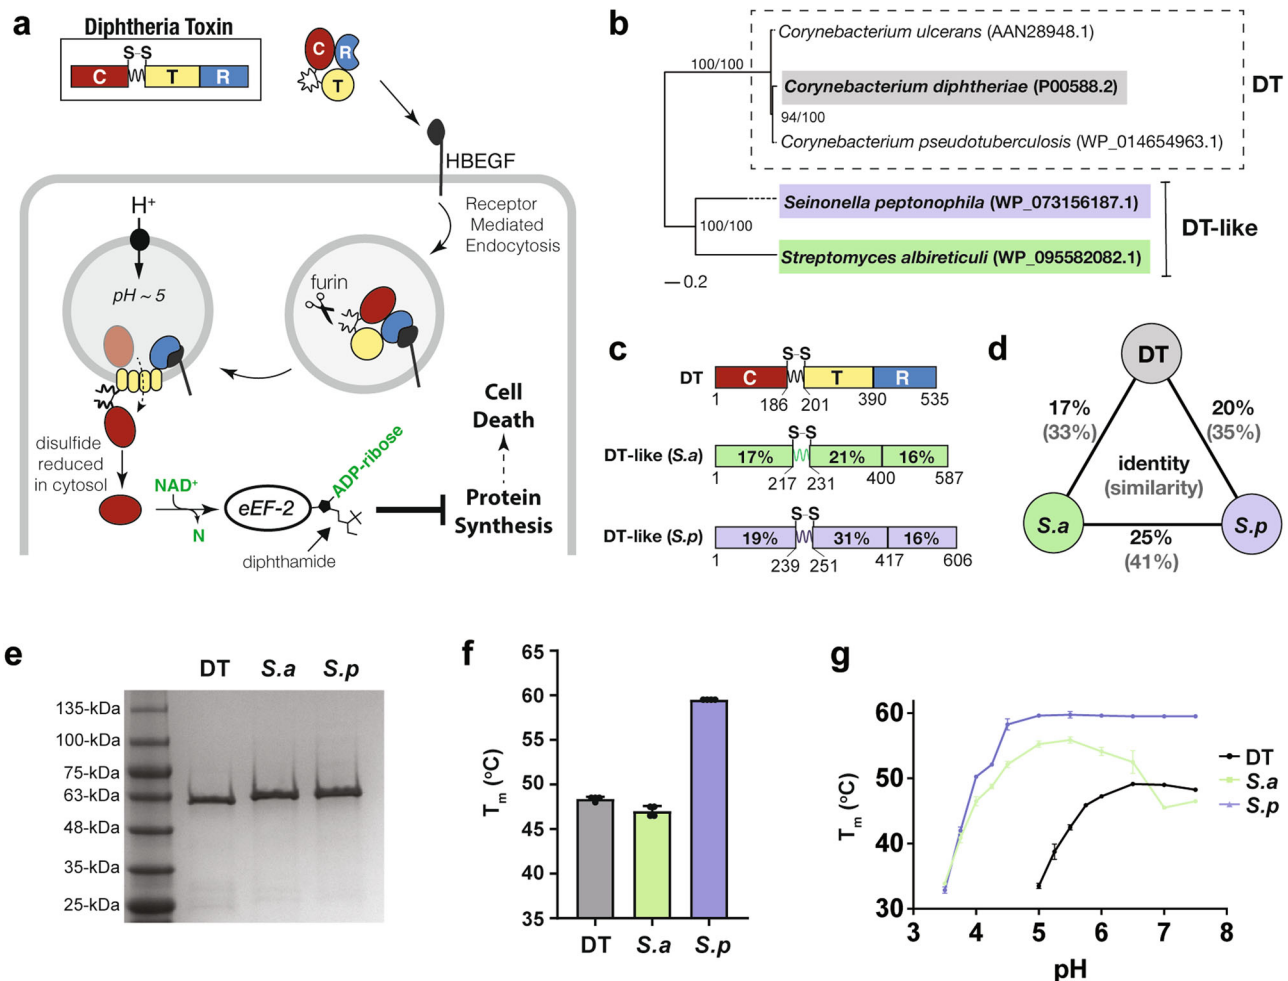 a
Diphtheria Toxin
S-S
C
T
R
C
R
T
HBEGF
H+
Receptor
Mediated
Endocytosis
pH ~ 5
furin
disulfide
reduced
in cytosol
NAD+
N
eEF-2
ADP-ribose
diphthamide
Cell
Death
Protein
Synthesis
b
Corynebacterium ulcerans (AAN28948.1)
100/100
Corynebacterium diphtheriae (P00588.2)
DT
94/100
Corynebacterium pseudotuberculosis (WP_014654963.1)
Seinonella peptonophila (WP_073156187.1)
100/100
DT-like
Streptomyces albireticuli (WP_095582082.1)
0.2
c
S-S
DT
C
T
R
1
186
201
390
535
S-S
DT-like (S.a)
17%
21%
16%
1
217
231
400
587
S-S
DT-like (S.p)
19%
31%
16%
1
239
251
417
606
d
DT
17%
(33%)
20%
(35%)
identity
(similarity)
S.a
S.p
25%
(41%)
e
DT
S.a
S.p
135-kDa
100-kDa
75-kDa
63-kDa
48-kDa
35-kDa
25-kDa
f
65
60
55
50
45
40
35
Tm (oC)
DT
S.a
S.p
g
60
50
40
30
Tm (oC)
3
4
5
6
7
8
pH
DT
S.a
S.p